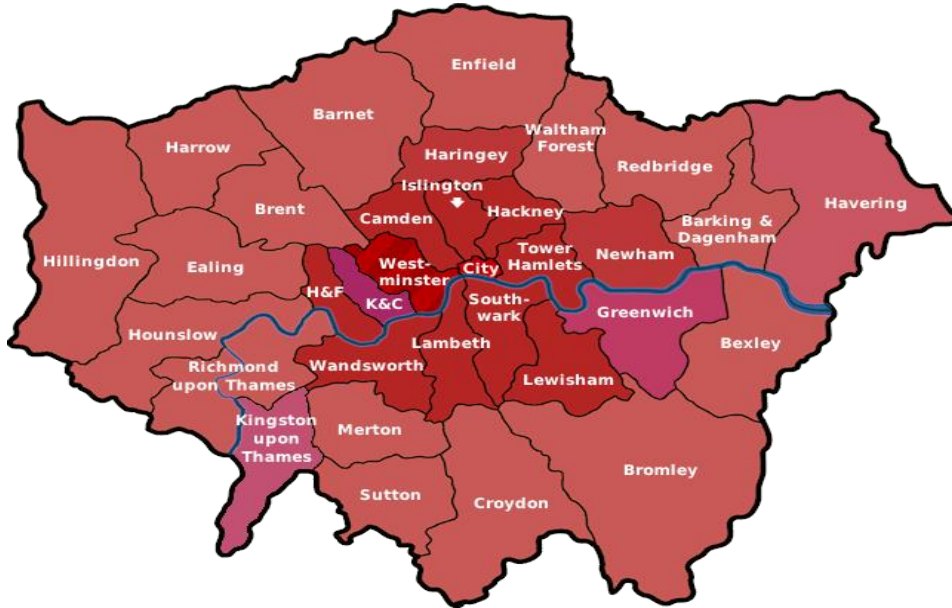 Enfield
Barnet
Harrow
Waltham
Forest
Haringey
Redbridge
Islington
Havering
Brent
Camden
Hackney
Barking &
Dagenham
Hillingdon
Ealing
West-
minster
City
Tower
Hamlets
Newham
H&F
K&C
South-
wark
Greenwich
Hounslow
Lambeth
Bexley
Richmond
upon Thames
Wandsworth
Lewisham
Kingston
upon
Thames
Merton
Bromley
Sutton
Croydon